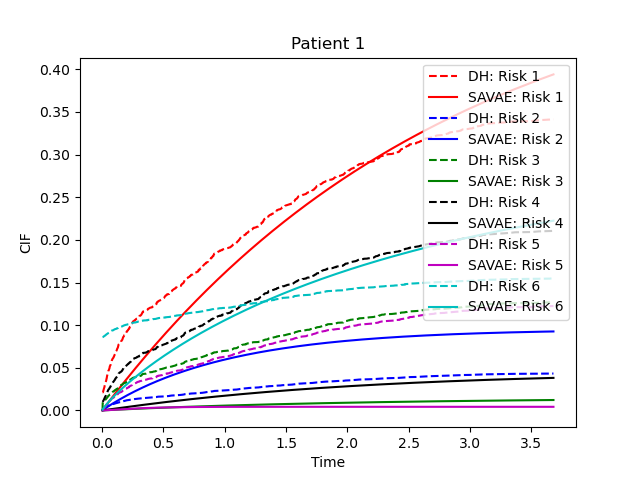 Patient 1
0.40
0.35
0.30
0.25
0.20
0.15
0.10
0.05
0.00
CIF
DH: Risk 1
SAVAE: Risk 1
DH: Risk 2
SAVAE: Risk 2
DH: Risk 3
SAVAE: Risk 3
DH: Risk 4
SAVAE: Risk 4
DH: Risk 5
SAVAE: Risk 5
DH: Risk 6
SAVAE: Risk 6
0.0 0.5 1.0 1.5 2.0 2.5 3.0 3.5
Time